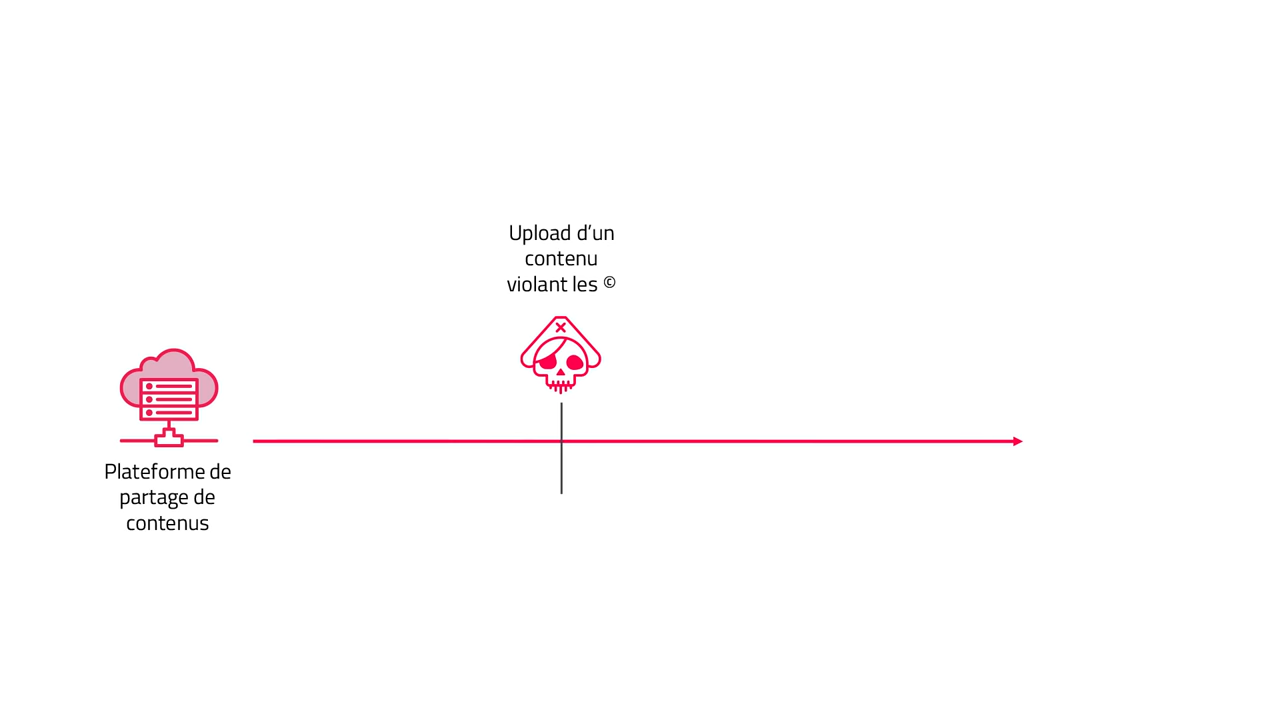 Upload d’un
contenu
violant les ©
Plateforme de
partage de
contenus